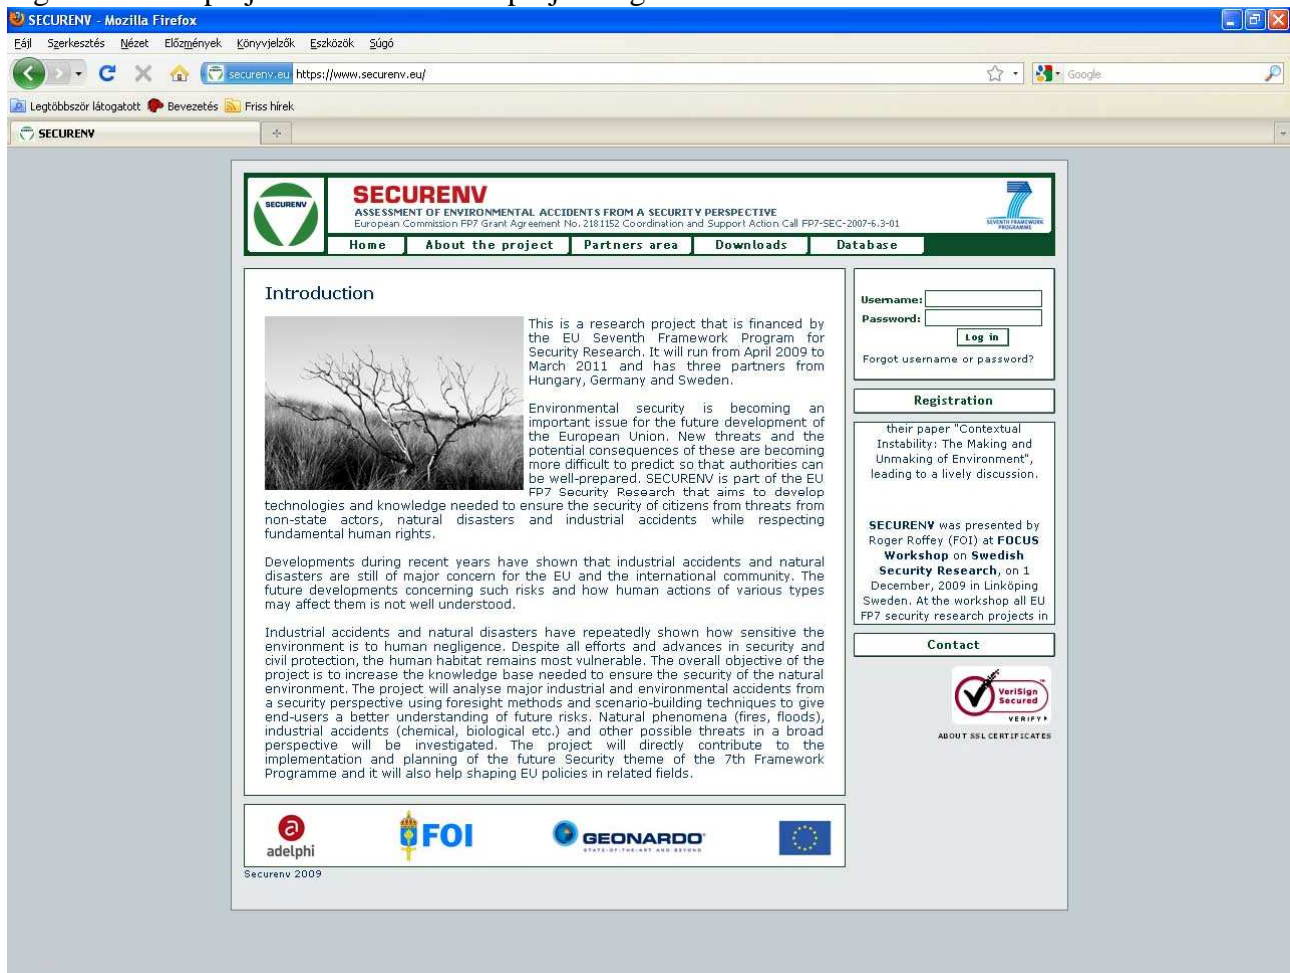 SECURENV - Mozilla Firefox
Fájl Szerkesztés Nézet Előzmények Könyvjelzők Eszközök Súgó
securenv.eu https://www.securenv.eu/
Google
Legtöbbször látogatott Bevezetés Friss hírek
SECURENV
SECURENV
SECURENV
ASSESSMENT OF ENVIRONMENTAL ACCIDENTS FROM A SECURITY PERSPECTIVE
European Commission FP7 Grant Agreement No. 218152 Coordination and Support Action Call FP7-SEC-2007-6.3-01
SEVENTH FRAMEWORK
PROGRAMME
Home About the project Partners area Downloads Database
Introduction
This is a research project that is financed by
the EU Seventh Framework Program for
Security Research. It will run from April 2009 to
March 2011 and has three partners from
Hungary, Germany and Sweden.
Environmental security is becoming an
important issue for the future development of
the European Union. New threats and the
potential consequences of these are becoming
more difficult to predict so that authorities can
be well-prepared. SECURENV is part of the EU
FP7 Security Research that aims to develop
technologies and knowledge needed to ensure the security of citizens from threats from
non-state actors, natural disasters and industrial accidents while respecting
fundamental human rights.
Developments during recent years have shown that industrial accidents and natural
disasters are still of major concern for the EU and the international community. The
future developments concerning such risks and how human actions of various types
may affect them is not well understood.
Industrial accidents and natural disasters have repeatedly shown how sensitive the
environment is to human negligence. Despite all efforts and advances in security and
civil protection, the human habitat remains most vulnerable. The overall objective of the
project is to increase the knowledge base needed to ensure the security of the natural
environment. The project will analyse major industrial and environmental accidents from
a security perspective using foresight methods and scenario-building techniques to give
end-users a better understanding of future risks. Natural phenomena (fires, floods),
industrial accidents (chemical, biological etc.) and other possible threats in a broad
perspective will be investigated. The project will directly contribute to the
implementation and planning of the future Security theme of the 7th Framework
Programme and it will also help shaping EU policies in related fields.
Username:
Password:
Log in
Forgot username or password?
Registration
their paper "Contextual
Instability: The Making and
Unmaking of Environment",
leading to a lively discussion.
SECURENV was presented by
Roger Roffey (FOI) at FOCUS
Workshop on Swedish
Security Research, on 1
December, 2009 in Linköping
Sweden. At the workshop all EU
FP7 security research projects in
Contact
VeriSign
Secured
VERIFY
ABOUT SSL CERTIFICATES
adelphi
FOI
GEONARDO
STATE-OF-THE-ART AND BEYOND
Securenv 2009